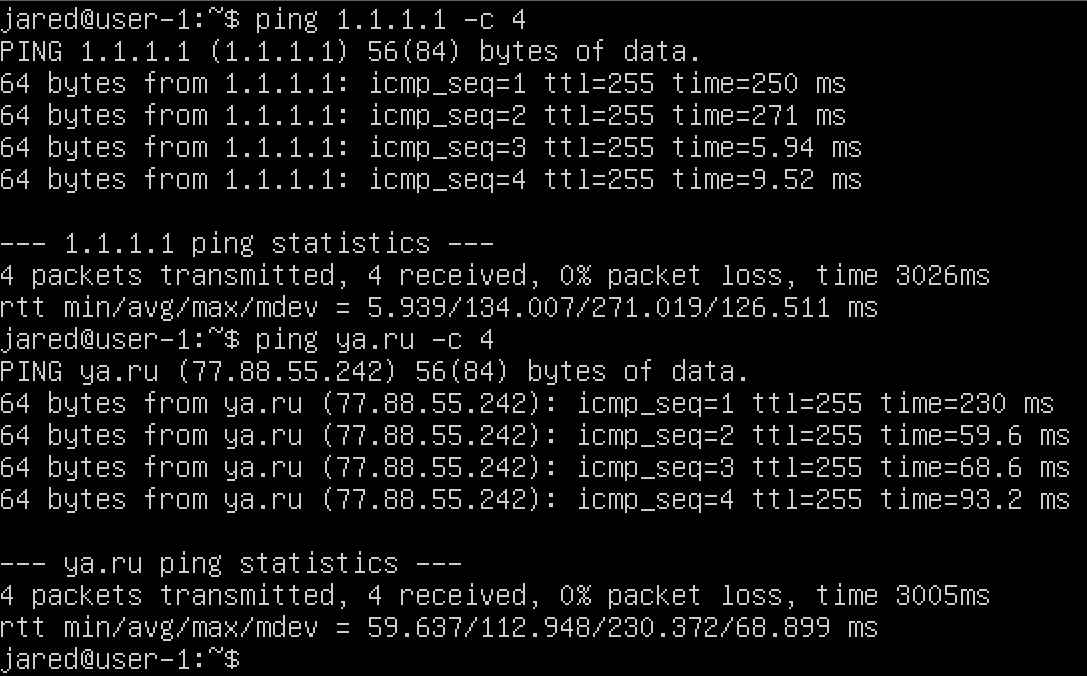 jared@user-1:~$ ping 1.1.1.1 -c 4
PING 1.1.1.1 (1.1.1.1) 56(84) bytes of data.
64 bytes from 1.1.1.1: icmp_seq=1 ttl=255 time=250 ms
64 bytes from 1.1.1.1: icmp_seq=2 ttl=255 time=271 ms
64 bytes from 1.1.1.1: icmp_seq=3 ttl=255 time=5.94 ms
64 bytes from 1.1.1.1: icmp_seq=4 ttl=255 time=9.52 ms
--- 1.1.1.1 ping statistics ---
4 packets transmitted, 4 received, 0% packet loss, time 3026ms
rtt min/avg/max/mdev = 5.939/134.007/271.019/126.511 ms
jared@user-1:~$ ping ya.ru -c 4
PING ya.ru (77.88.55.242) 56(84) bytes of data.
64 bytes from ya.ru (77.88.55.242): icmp_seq=1 ttl=255 time=230 ms
64 bytes from ya.ru (77.88.55.242): icmp_seq=2 ttl=255 time=59.6 ms
64 bytes from ya.ru (77.88.55.242): icmp_seq=3 ttl=255 time=68.6 ms
64 bytes from ya.ru (77.88.55.242): icmp_seq=4 ttl=255 time=93.2 ms
--- ya.ru ping statistics ---
4 packets transmitted, 4 received, 0% packet loss, time 3005ms
rtt min/avg/max/mdev = 59.637/112.948/230.372/68.899 ms
jared@user-1:~$